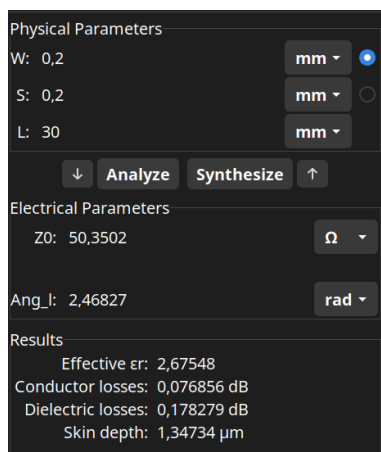 Physical Parameters
W: 0,2 mm
S: 0,2 mm
L: 30 mm
Analyze Synthesize
Electrical Parameters
Z0: 50,3502 Ω
Ang_l: 2,46827 rad
Results
Effective εr: 2,67548
Conductor losses: 0,076856 dB
Dielectric losses: 0,178279 dB
Skin depth: 1,34734 µm